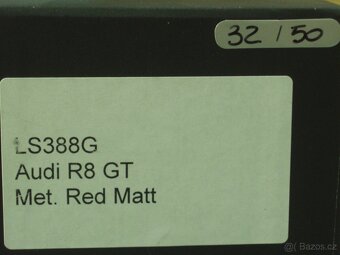 32 / 50
LS388G
Audi R8 GT
Met. Red Matt
© Bazos.cz